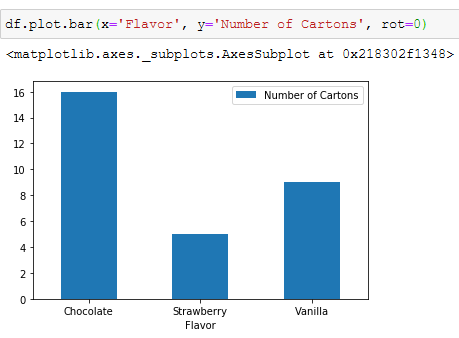 df.plot.bar(x='Flavor', y='Number of Cartons', rot=0)
<matplotlib.axes._subplots.AxesSubplot at 0x218302f1348>
Number of Cartons
16
14
12
10
8
6
4
2
0
Chocolate Strawberry Vanilla
Flavor